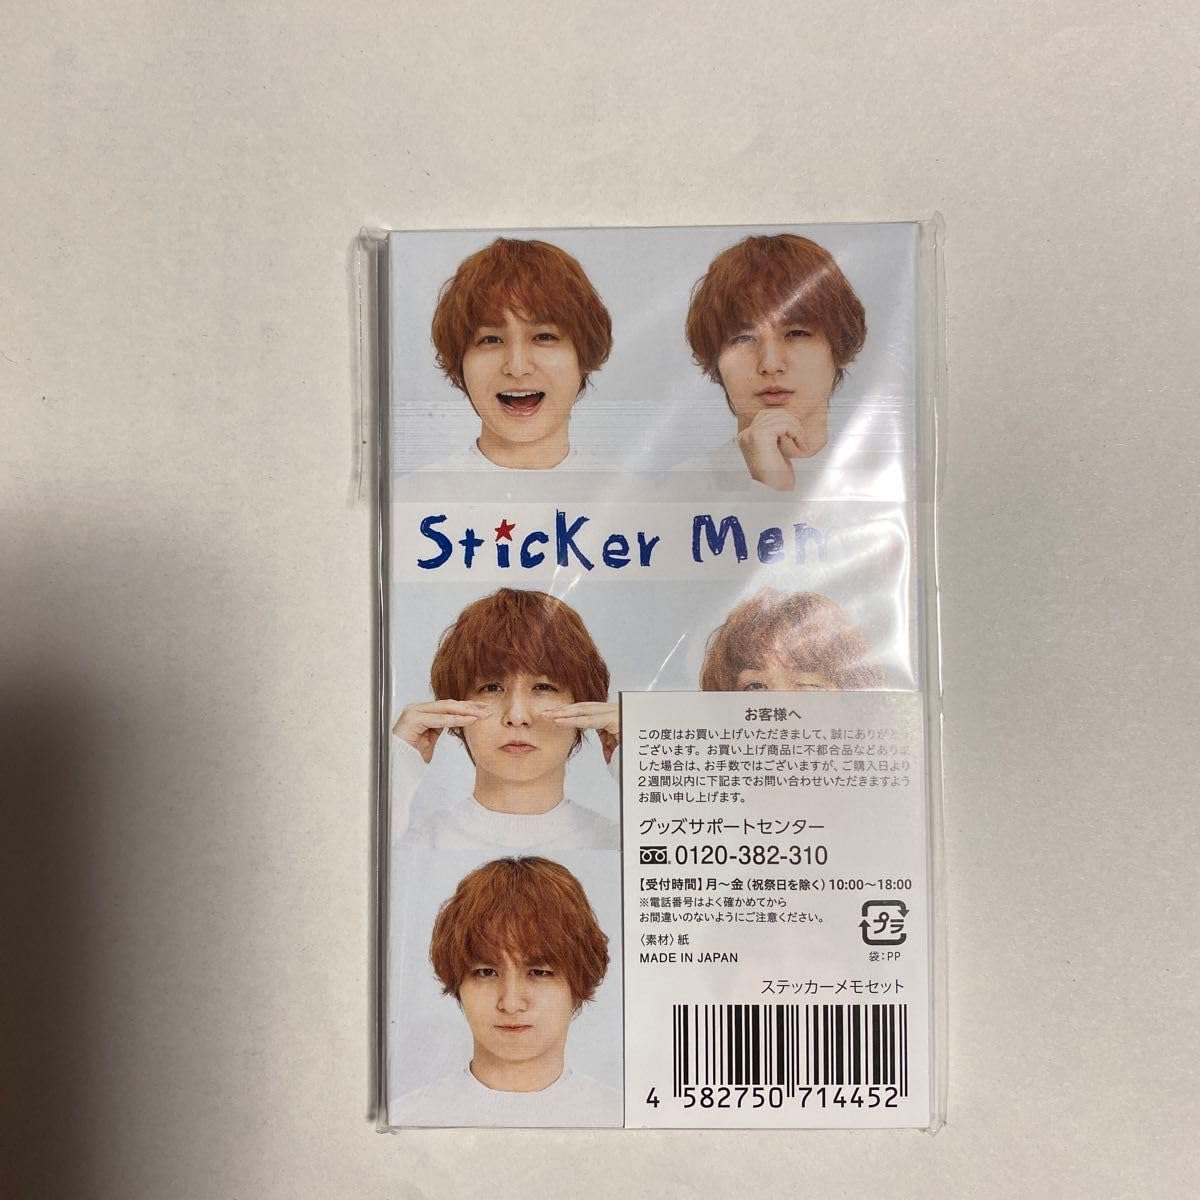 Sticker Mem
お客様へ
この度はお買い上げいただきまして、誠にありがとう
ございます。お買い上げ商品に不都合品などありま
した場合は、お手数ではございますが、ご購入日より
2週間以内に下記までお問い合わせいただきますよう
お願い申し上げます。
グッズサポートセンター
0120-382-310
【受付時間】月〜金（祝祭日を除く）10:00〜18:00
※電話番号はよく確かめてから
お間違いのないようにご注意ください。
〈素材〉紙
MADE IN JAPAN
プラ
袋：PP
ステッカーメモセット
4 582750 714452